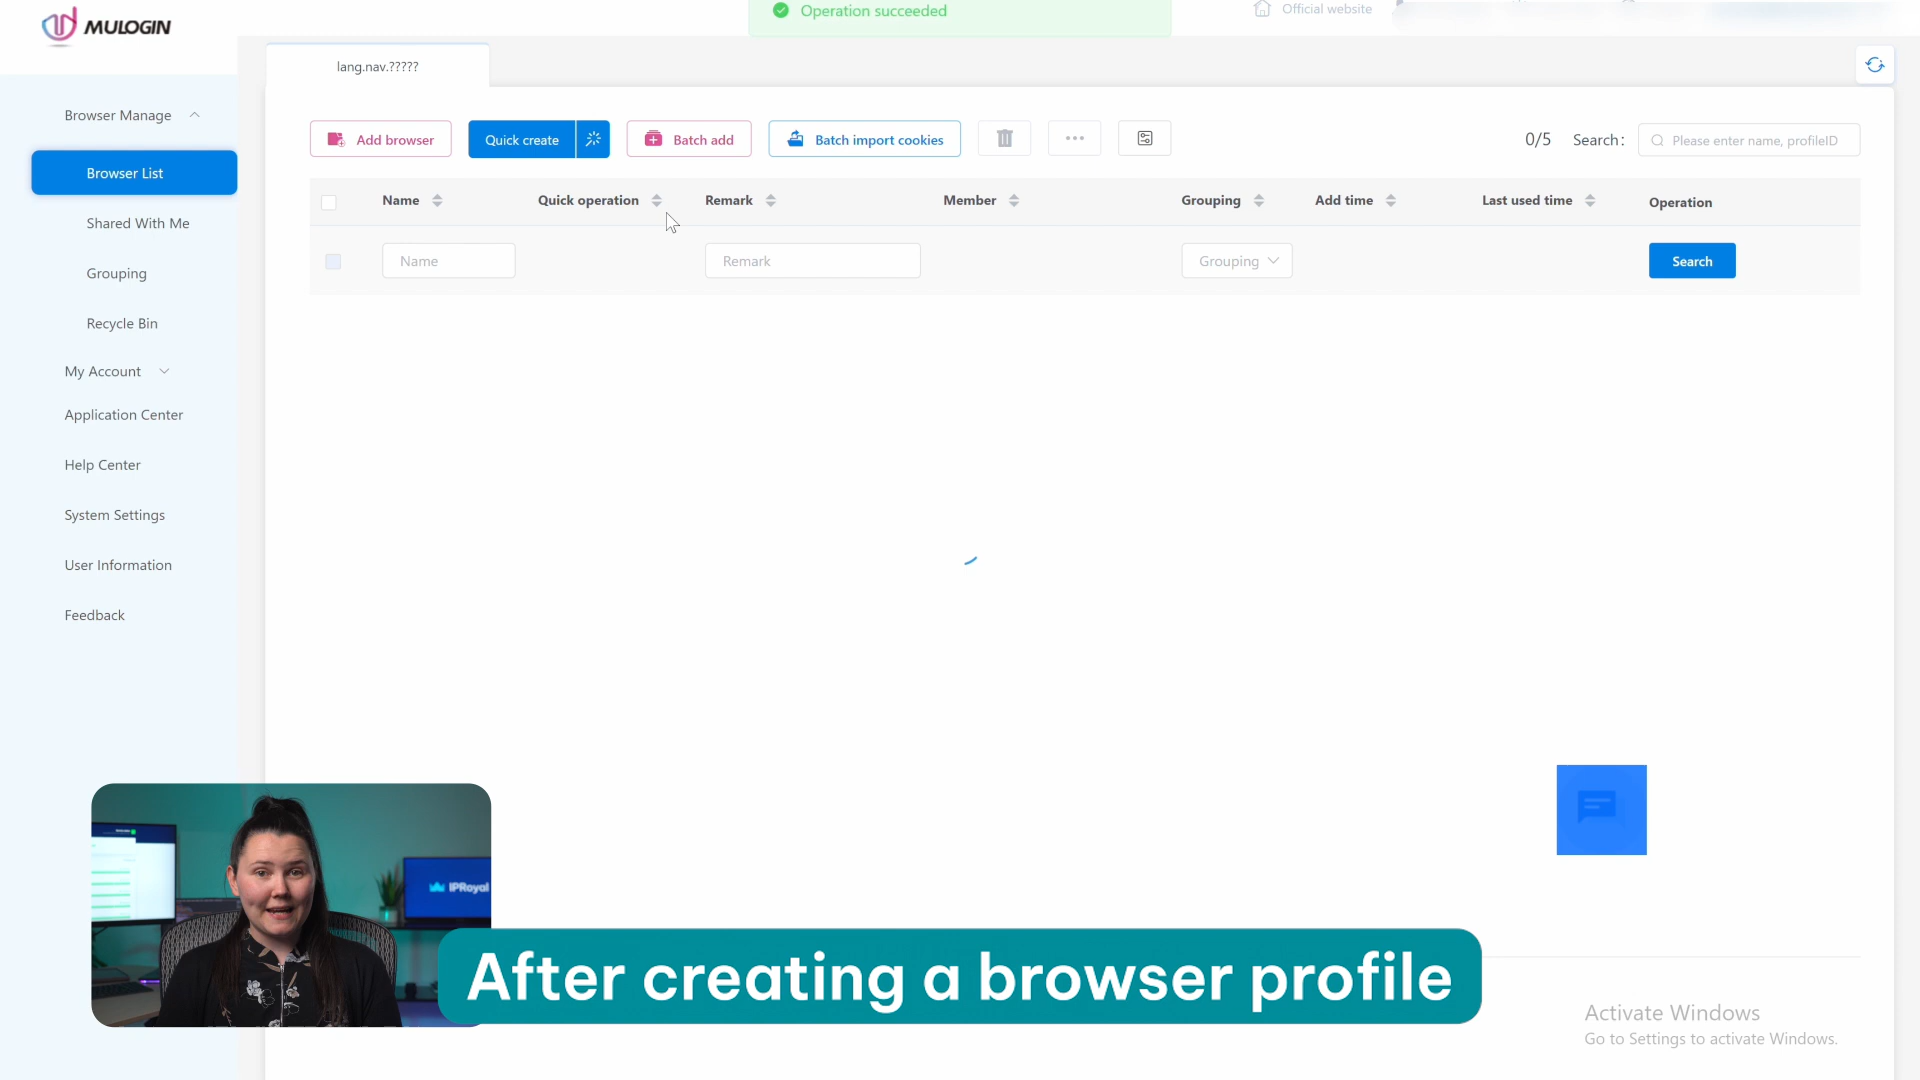 MULOGIN
Operation succeeded
Official website
lang.nav.?????
Browser Manage
Browser List
Shared With Me
Grouping
Recycle Bin
My Account
Application Center
Help Center
System Settings
User Information
Feedback
Add browser
Quick create
Batch add
Batch import cookies
0/5
Search:
Please enter name, profileID
Name
Quick operation
Remark
Member
Grouping
Add time
Last used time
Operation
Name
Remark
Grouping
Search
IPRoyal
After creating a browser profile
Activate Windows
Go to Settings to activate Windows.